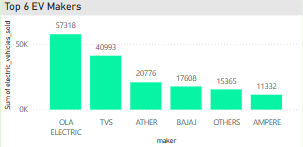 Top 6 EV Makers
Sum of electric_vehicles_sold
50K
0K
57318
40993
20776
17608
15365
11332
OLA
ELECTRIC
TVS
ATHER
BAJAJ
OTHERS
AMPERE
maker